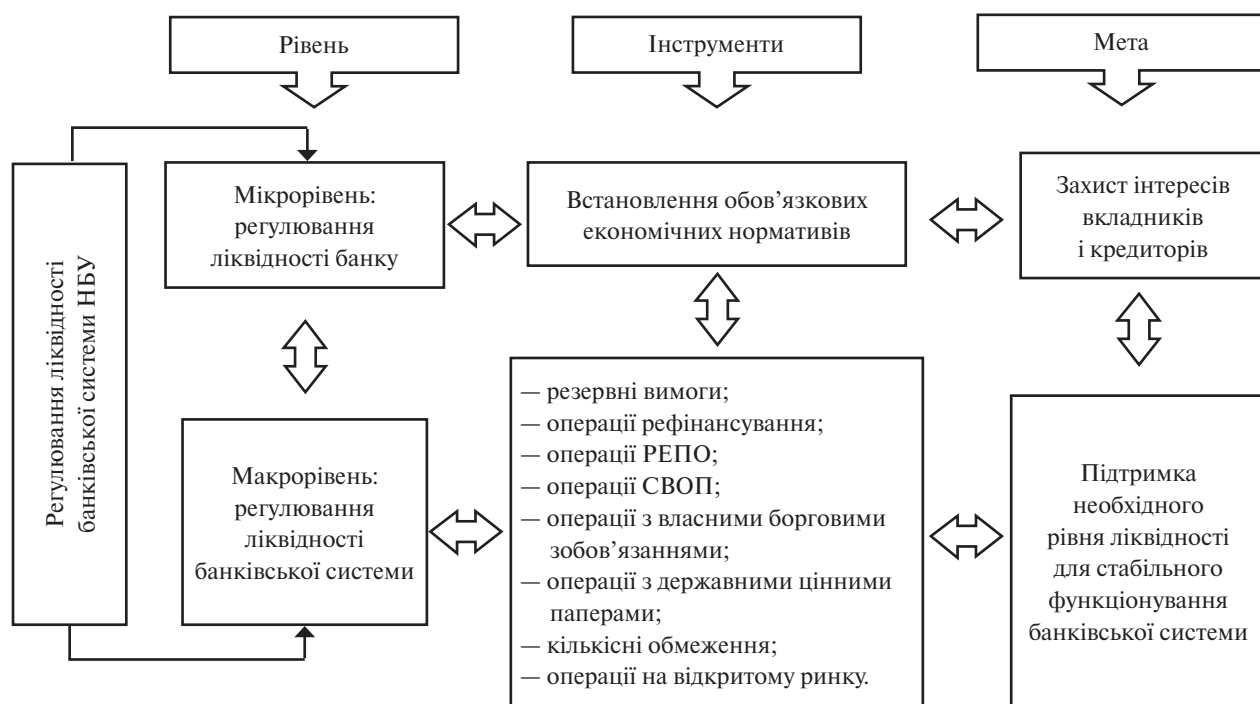 Рівень
Інструменти
Мета
Регулювання ліквідності
банківської системи НБУ
Мікрорівень:
регулювання
ліквідності банку
Встановлення обов’язкових
економічних нормативів
Захист інтересів
вкладників
і кредиторів
Макрорівень:
регулювання
ліквідності
банківської системи
— резервні вимоги;
— операції рефінансування;
— операції РЕПО;
— операції СВОП;
— операції з власними борговими
зобов’язаннями;
— операції з державними цінними
паперами;
— кількісні обмеження;
— операції на відкритому ринку.
Підтримка
необхідного
рівня ліквідності
для стабільного
функціонування
банківської системи